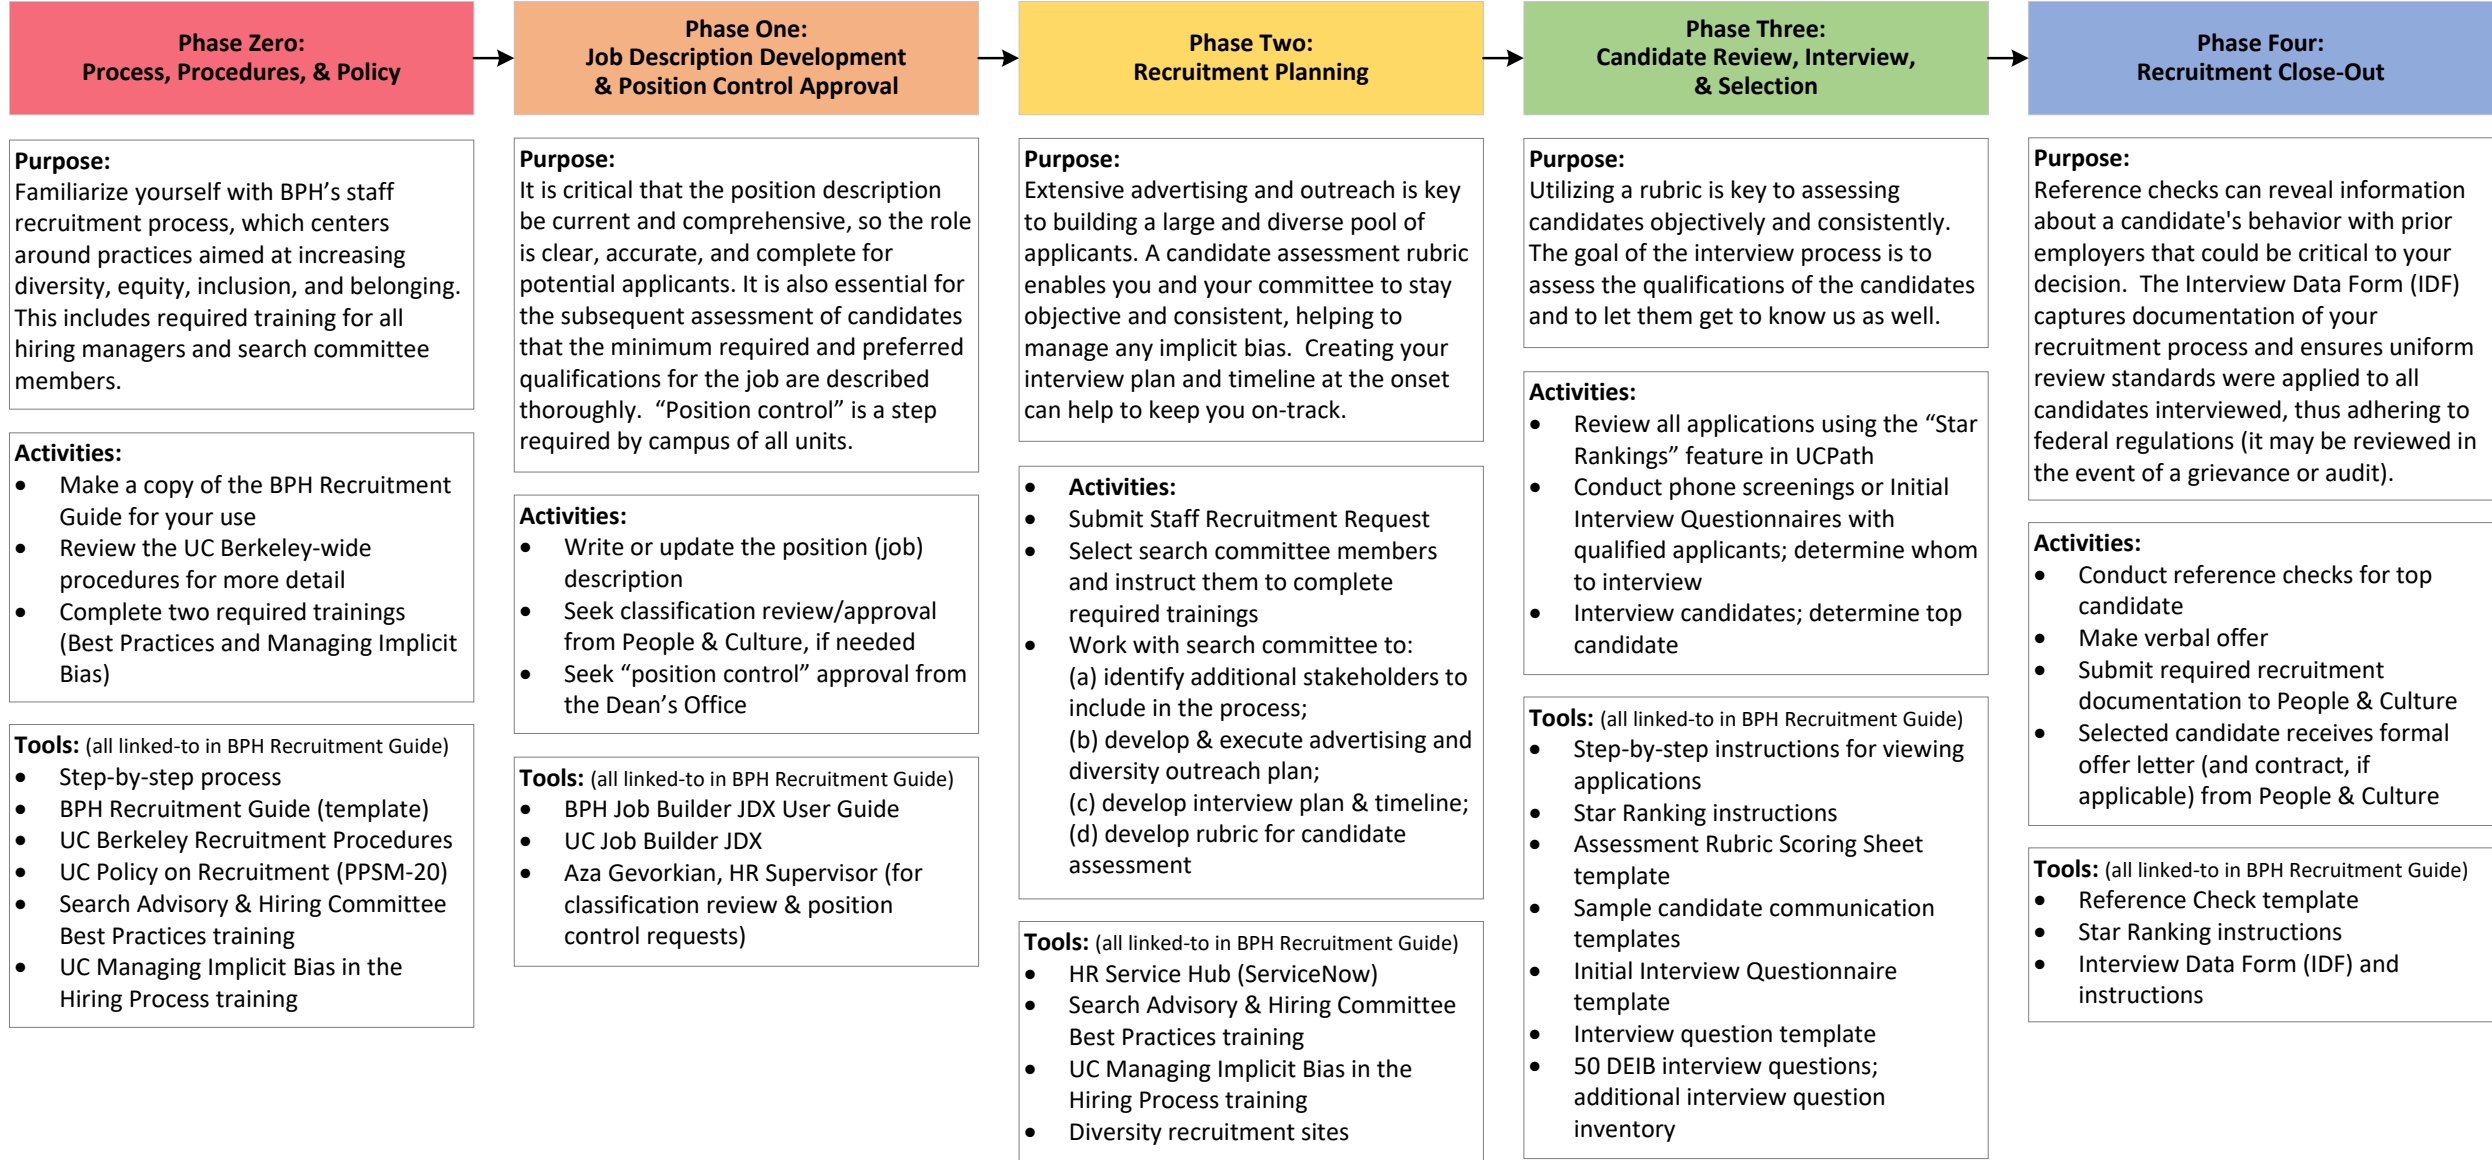 Phase Zero:
Process, Procedures, & Policy
Purpose:
Familiarize yourself with BPH’s staff
recruitment process, which centers
around practices aimed at increasing
diversity, equity, inclusion, and belonging.
This includes required training for all
hiring managers and search committee
members.
Activities:
• Make a copy of the BPH Recruitment
Guide for your use
• Review the UC Berkeley-wide
procedures for more detail
• Complete two required trainings
(Best Practices and Managing Implicit
Bias)
Tools: (all linked-to in BPH Recruitment Guide)
• Step-by-step process
• BPH Recruitment Guide (template)
• UC Berkeley Recruitment Procedures
• UC Policy on Recruitment (PPSM-20)
• Search Advisory & Hiring Committee
Best Practices training
• UC Managing Implicit Bias in the
Hiring Process training
Phase One:
Job Description Development
& Position Control Approval
Purpose:
It is critical that the position description
be current and comprehensive, so the role
is clear, accurate, and complete for
potential applicants. It is also essential for
the subsequent assessment of candidates
that the minimum required and preferred
qualifications for the job are described
thoroughly.  “Position control” is a step
required by campus of all units.
Activities:
• Write or update the position (job)
description
• Seek classification review/approval
from People & Culture, if needed
• Seek “position control” approval from
the Dean’s Office
Tools: (all linked-to in BPH Recruitment Guide)
• BPH Job Builder JDX User Guide
• UC Job Builder JDX
• Aza Gevorkian, HR Supervisor (for
classification review & position
control requests)
Phase Two:
Recruitment Planning
Purpose:
Extensive advertising and outreach is key
to building a large and diverse pool of
applicants. A candidate assessment rubric
enables you and your committee to stay
objective and consistent, helping to
manage any implicit bias.  Creating your
interview plan and timeline at the onset
can help to keep you on-track.
• Activities:
• Submit Staff Recruitment Request
• Select search committee members
and instruct them to complete
required trainings
• Work with search committee to:
(a) identify additional stakeholders to
include in the process;
(b) develop & execute advertising and
diversity outreach plan;
(c) develop interview plan & timeline;
(d) develop rubric for candidate
assessment
Tools: (all linked-to in BPH Recruitment Guide)
• HR Service Hub (ServiceNow)
• Search Advisory & Hiring Committee
Best Practices training
• UC Managing Implicit Bias in the
Hiring Process training
• Diversity recruitment sites
Phase Three:
Candidate Review, Interview,
& Selection
Purpose:
Utilizing a rubric is key to assessing
candidates objectively and consistently.
The goal of the interview process is to
assess the qualifications of the candidates
and to let them get to know us as well.
Activities:
• Review all applications using the “Star
Rankings” feature in UCPath
• Conduct phone screenings or Initial
Interview Questionnaires with
qualified applicants; determine whom
to interview
• Interview candidates; determine top
candidate
Tools: (all linked-to in BPH Recruitment Guide)
• Step-by-step instructions for viewing
applications
• Star Ranking instructions
• Assessment Rubric Scoring Sheet
template
• Sample candidate communication
templates
• Initial Interview Questionnaire
template
• Interview question template
• 50 DEIB interview questions;
additional interview question
inventory
Phase Four:
Recruitment Close-Out
Purpose:
Reference checks can reveal information
about a candidate's behavior with prior
employers that could be critical to your
decision.  The Interview Data Form (IDF)
captures documentation of your
recruitment process and ensures uniform
review standards were applied to all
candidates interviewed, thus adhering to
federal regulations (it may be reviewed in
the event of a grievance or audit).
Activities:
• Conduct reference checks for top
candidate
• Make verbal offer
• Submit required recruitment
documentation to People & Culture
• Selected candidate receives formal
offer letter (and contract, if
applicable) from People & Culture
Tools: (all linked-to in BPH Recruitment Guide)
• Reference Check template
• Star Ranking instructions
• Interview Data Form (IDF) and
instructions